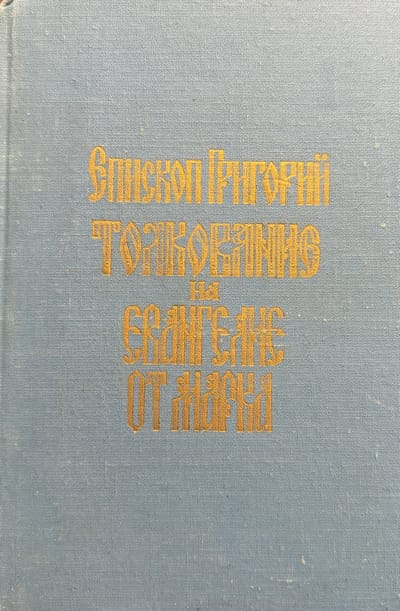 Епископ Григорий
Толкование
на
Евангелие
от Марка